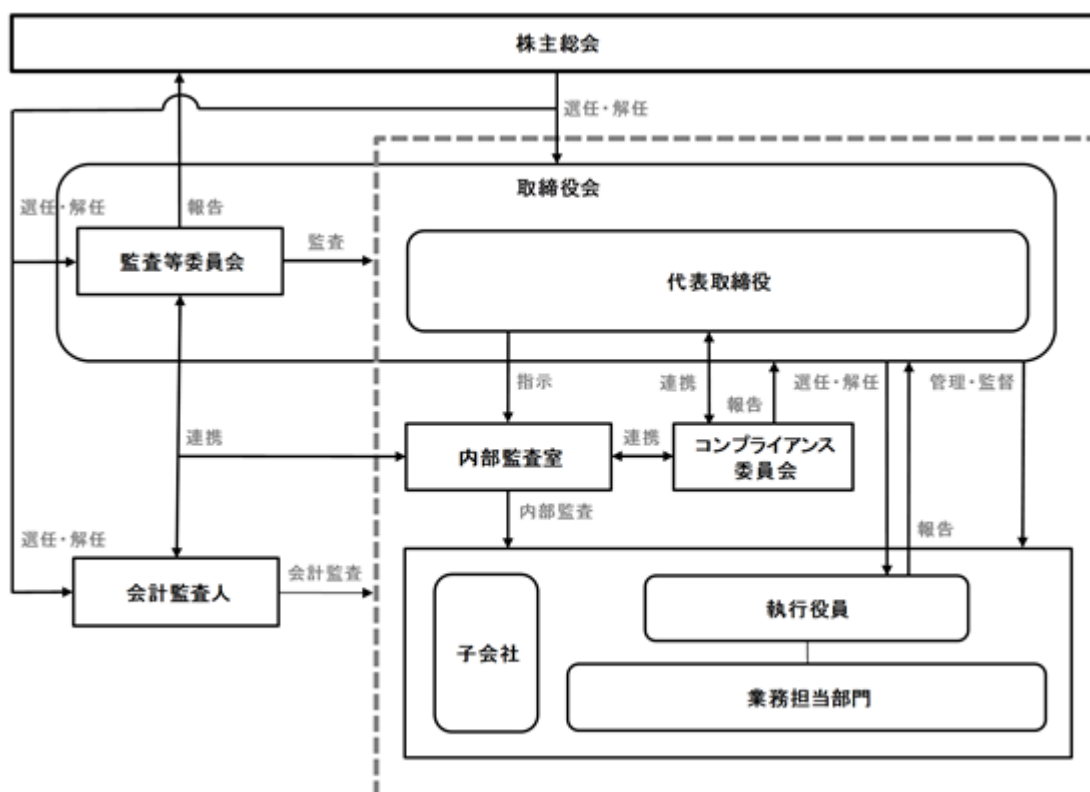 株主総会
選任・解任
取締役会
選任・解任
報告
監査
監査等委員会
代表取締役
指示
連携
選任・解任
管理・監督
報告
連携
連携
内部監査室
コンプライアンス
委員会
内部監査
報告
選任・解任
会計監査
会計監査人
執行役員
子会社
業務担当部門